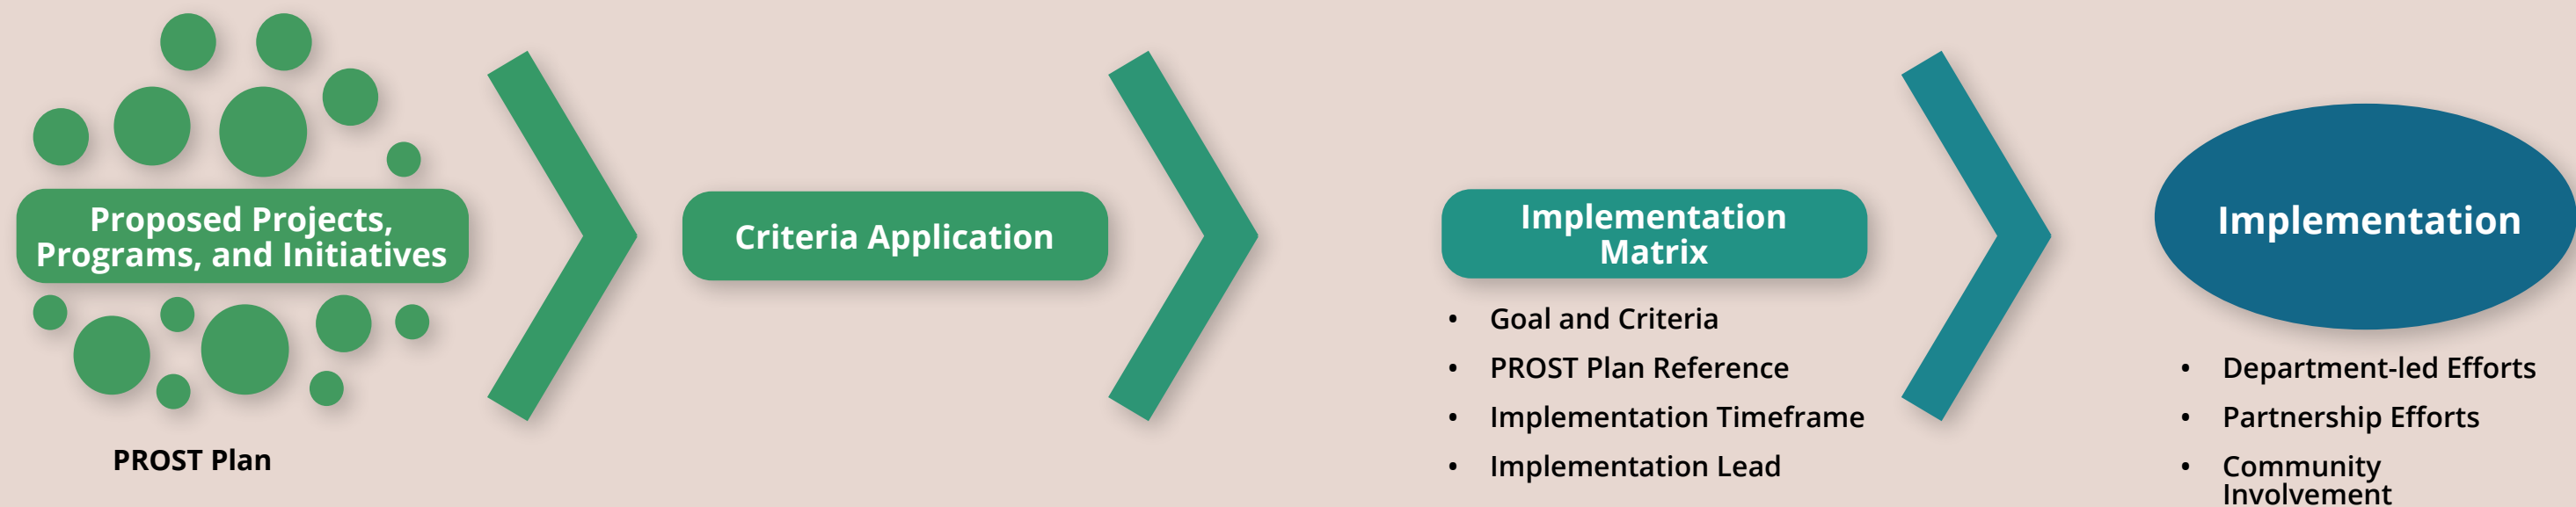 Proposed Projects,
Programs, and Initiatives
PROST Plan
Criteria Application
Implementation
Matrix
• Goal and Criteria
• PROST Plan Reference
• Implementation Timeframe
• Implementation Lead
Implementation
• Department-led Efforts
• Partnership Efforts
• Community
Involvement